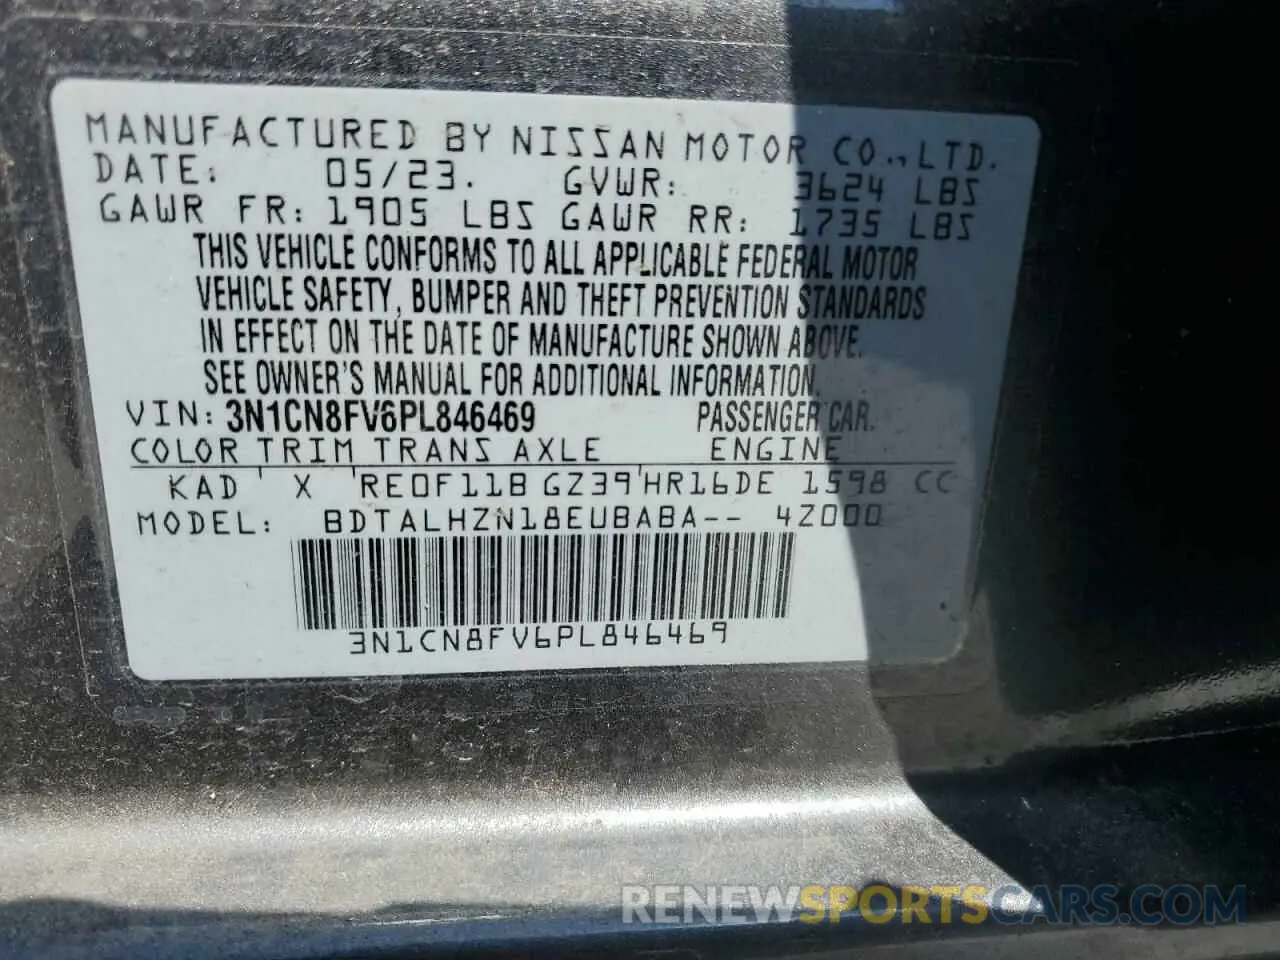 MANUFACTURED BY NISSAN MOTOR CO., LTD.
DATE: 05/23. GVWR: 3624 LBS
GAWR FR: 1905 LBS GAWR RR: 1735 LBS
THIS VEHICLE CONFORMS TO ALL APPLICABLE FEDERAL MOTOR
VEHICLE SAFETY, BUMPER AND THEFT PREVENTION STANDARDS
IN EFFECT ON THE DATE OF MANUFACTURE SHOWN ABOVE.
SEE OWNER'S MANUAL FOR ADDITIONAL INFORMATION.
VIN: 3N1CN8FV6PL846469 PASSENGER CAR.
COLOR TRIM TRANS AXLE ENGINE
KAD X RE0F11B GZ39 HR16DE 1598 CC
MODEL: BDTALHZN18EUBABA-- 4Z000
3N1CN8FV6PL846469
RENEWSPORTSCARS.COM